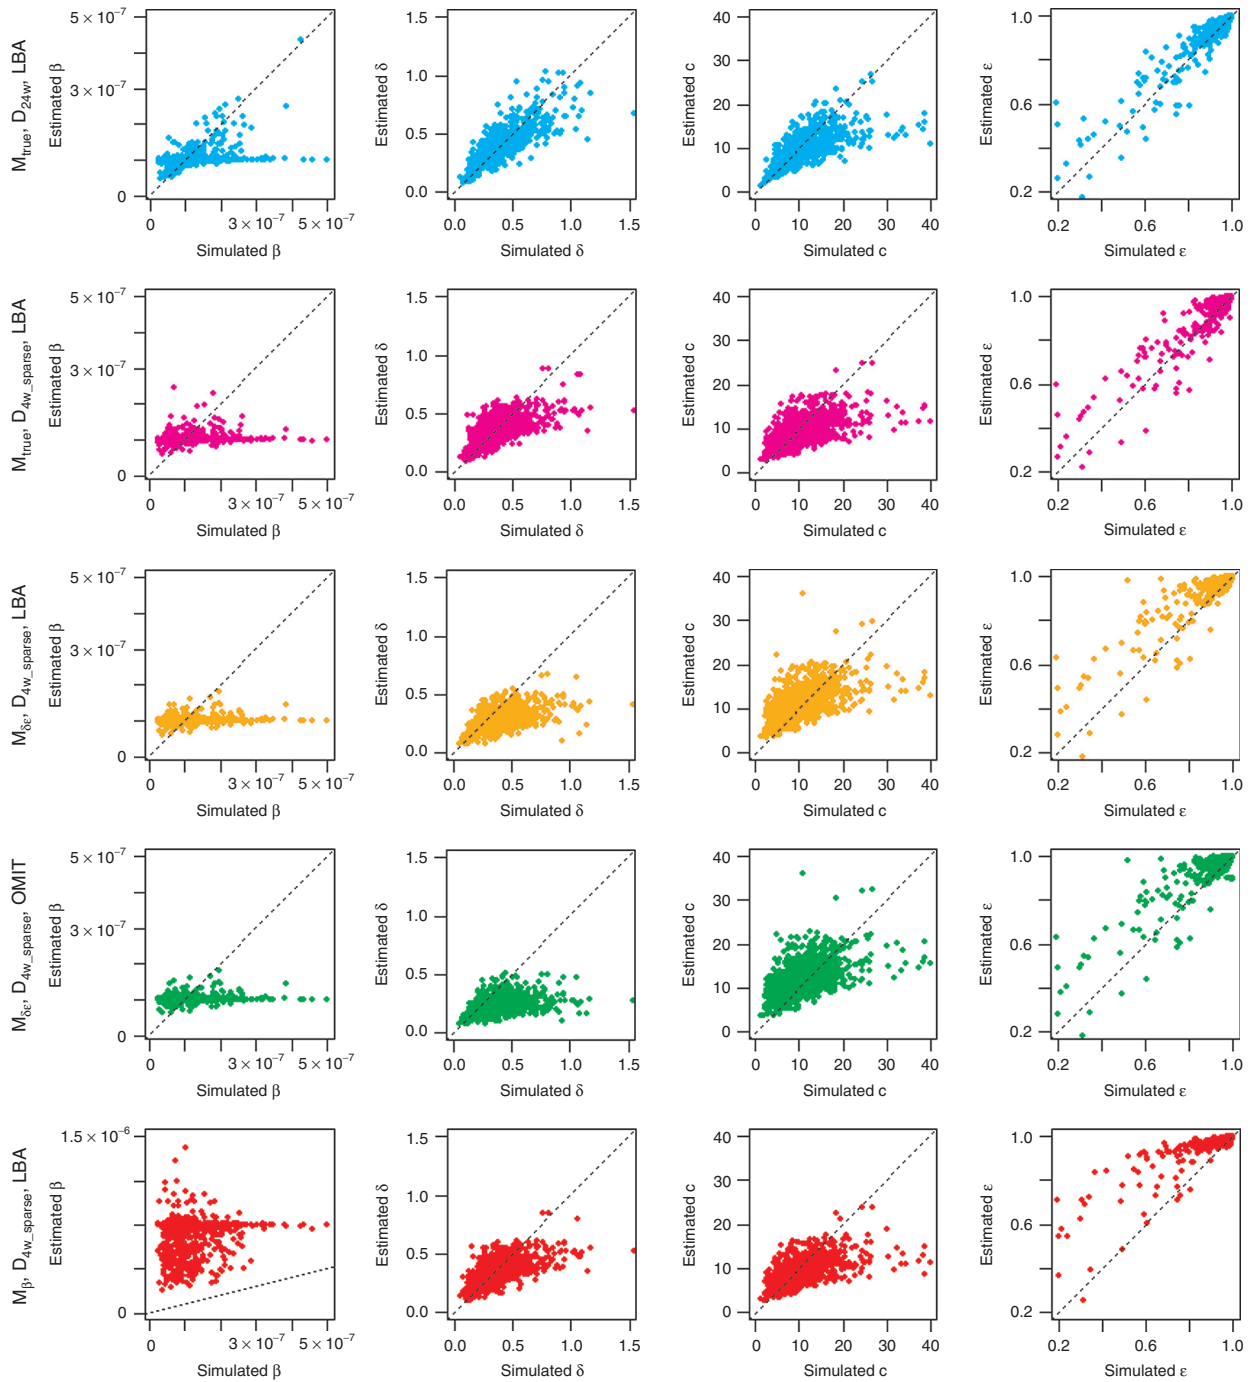 M_true, D_24w, LBA
Estimated β
5 × 10⁻⁷
3 × 10⁻⁷
0
0
3 × 10⁻⁷
5 × 10⁻⁷
Simulated β
Estimated δ
1.5
1.0
0.5
0.0
0.0
0.5
1.0
1.5
Simulated δ
Estimated c
40
30
20
10
0
0
10
20
30
40
Simulated c
Estimated ε
1.0
0.6
0.2
0.2
0.6
1.0
Simulated ε
M_true, D_4w_sparse, LBA
Estimated β
5 × 10⁻⁷
3 × 10⁻⁷
0
0
3 × 10⁻⁷
5 × 10⁻⁷
Simulated β
Estimated δ
1.5
1.0
0.5
0.0
0.0
0.5
1.0
1.5
Simulated δ
Estimated c
40
30
20
10
0
0
10
20
30
40
Simulated c
Estimated ε
1.0
0.6
0.2
0.2
0.6
1.0
Simulated ε
M_δε, D_4w_sparse, LBA
Estimated β
5 × 10⁻⁷
3 × 10⁻⁷
0
0
3 × 10⁻⁷
5 × 10⁻⁷
Simulated β
Estimated δ
1.5
1.0
0.5
0.0
0.0
0.5
1.0
1.5
Simulated δ
Estimated c
40
30
20
10
0
0
10
20
30
40
Simulated c
Estimated ε
1.0
0.6
0.2
0.2
0.6
1.0
Simulated ε
M_δε, D_4w_sparse, OMIT
Estimated β
5 × 10⁻⁷
3 × 10⁻⁷
0
0
3 × 10⁻⁷
5 × 10⁻⁷
Simulated β
Estimated δ
1.5
1.0
0.5
0.0
0.0
0.5
1.0
1.5
Simulated δ
Estimated c
40
30
20
10
0
0
10
20
30
40
Simulated c
Estimated ε
1.0
0.6
0.2
0.2
0.6
1.0
Simulated ε
M_β, D_4w_sparse, LBA
Estimated β
1.5 × 10⁻⁶
0
0
3 × 10⁻⁷
5 × 10⁻⁷
Simulated β
Estimated δ
1.5
1.0
0.5
0.0
0.0
0.5
1.0
1.5
Simulated δ
Estimated c
40
30
20
10
0
0
10
20
30
40
Simulated c
Estimated ε
1.0
0.6
0.2
0.2
0.6
1.0
Simulated ε